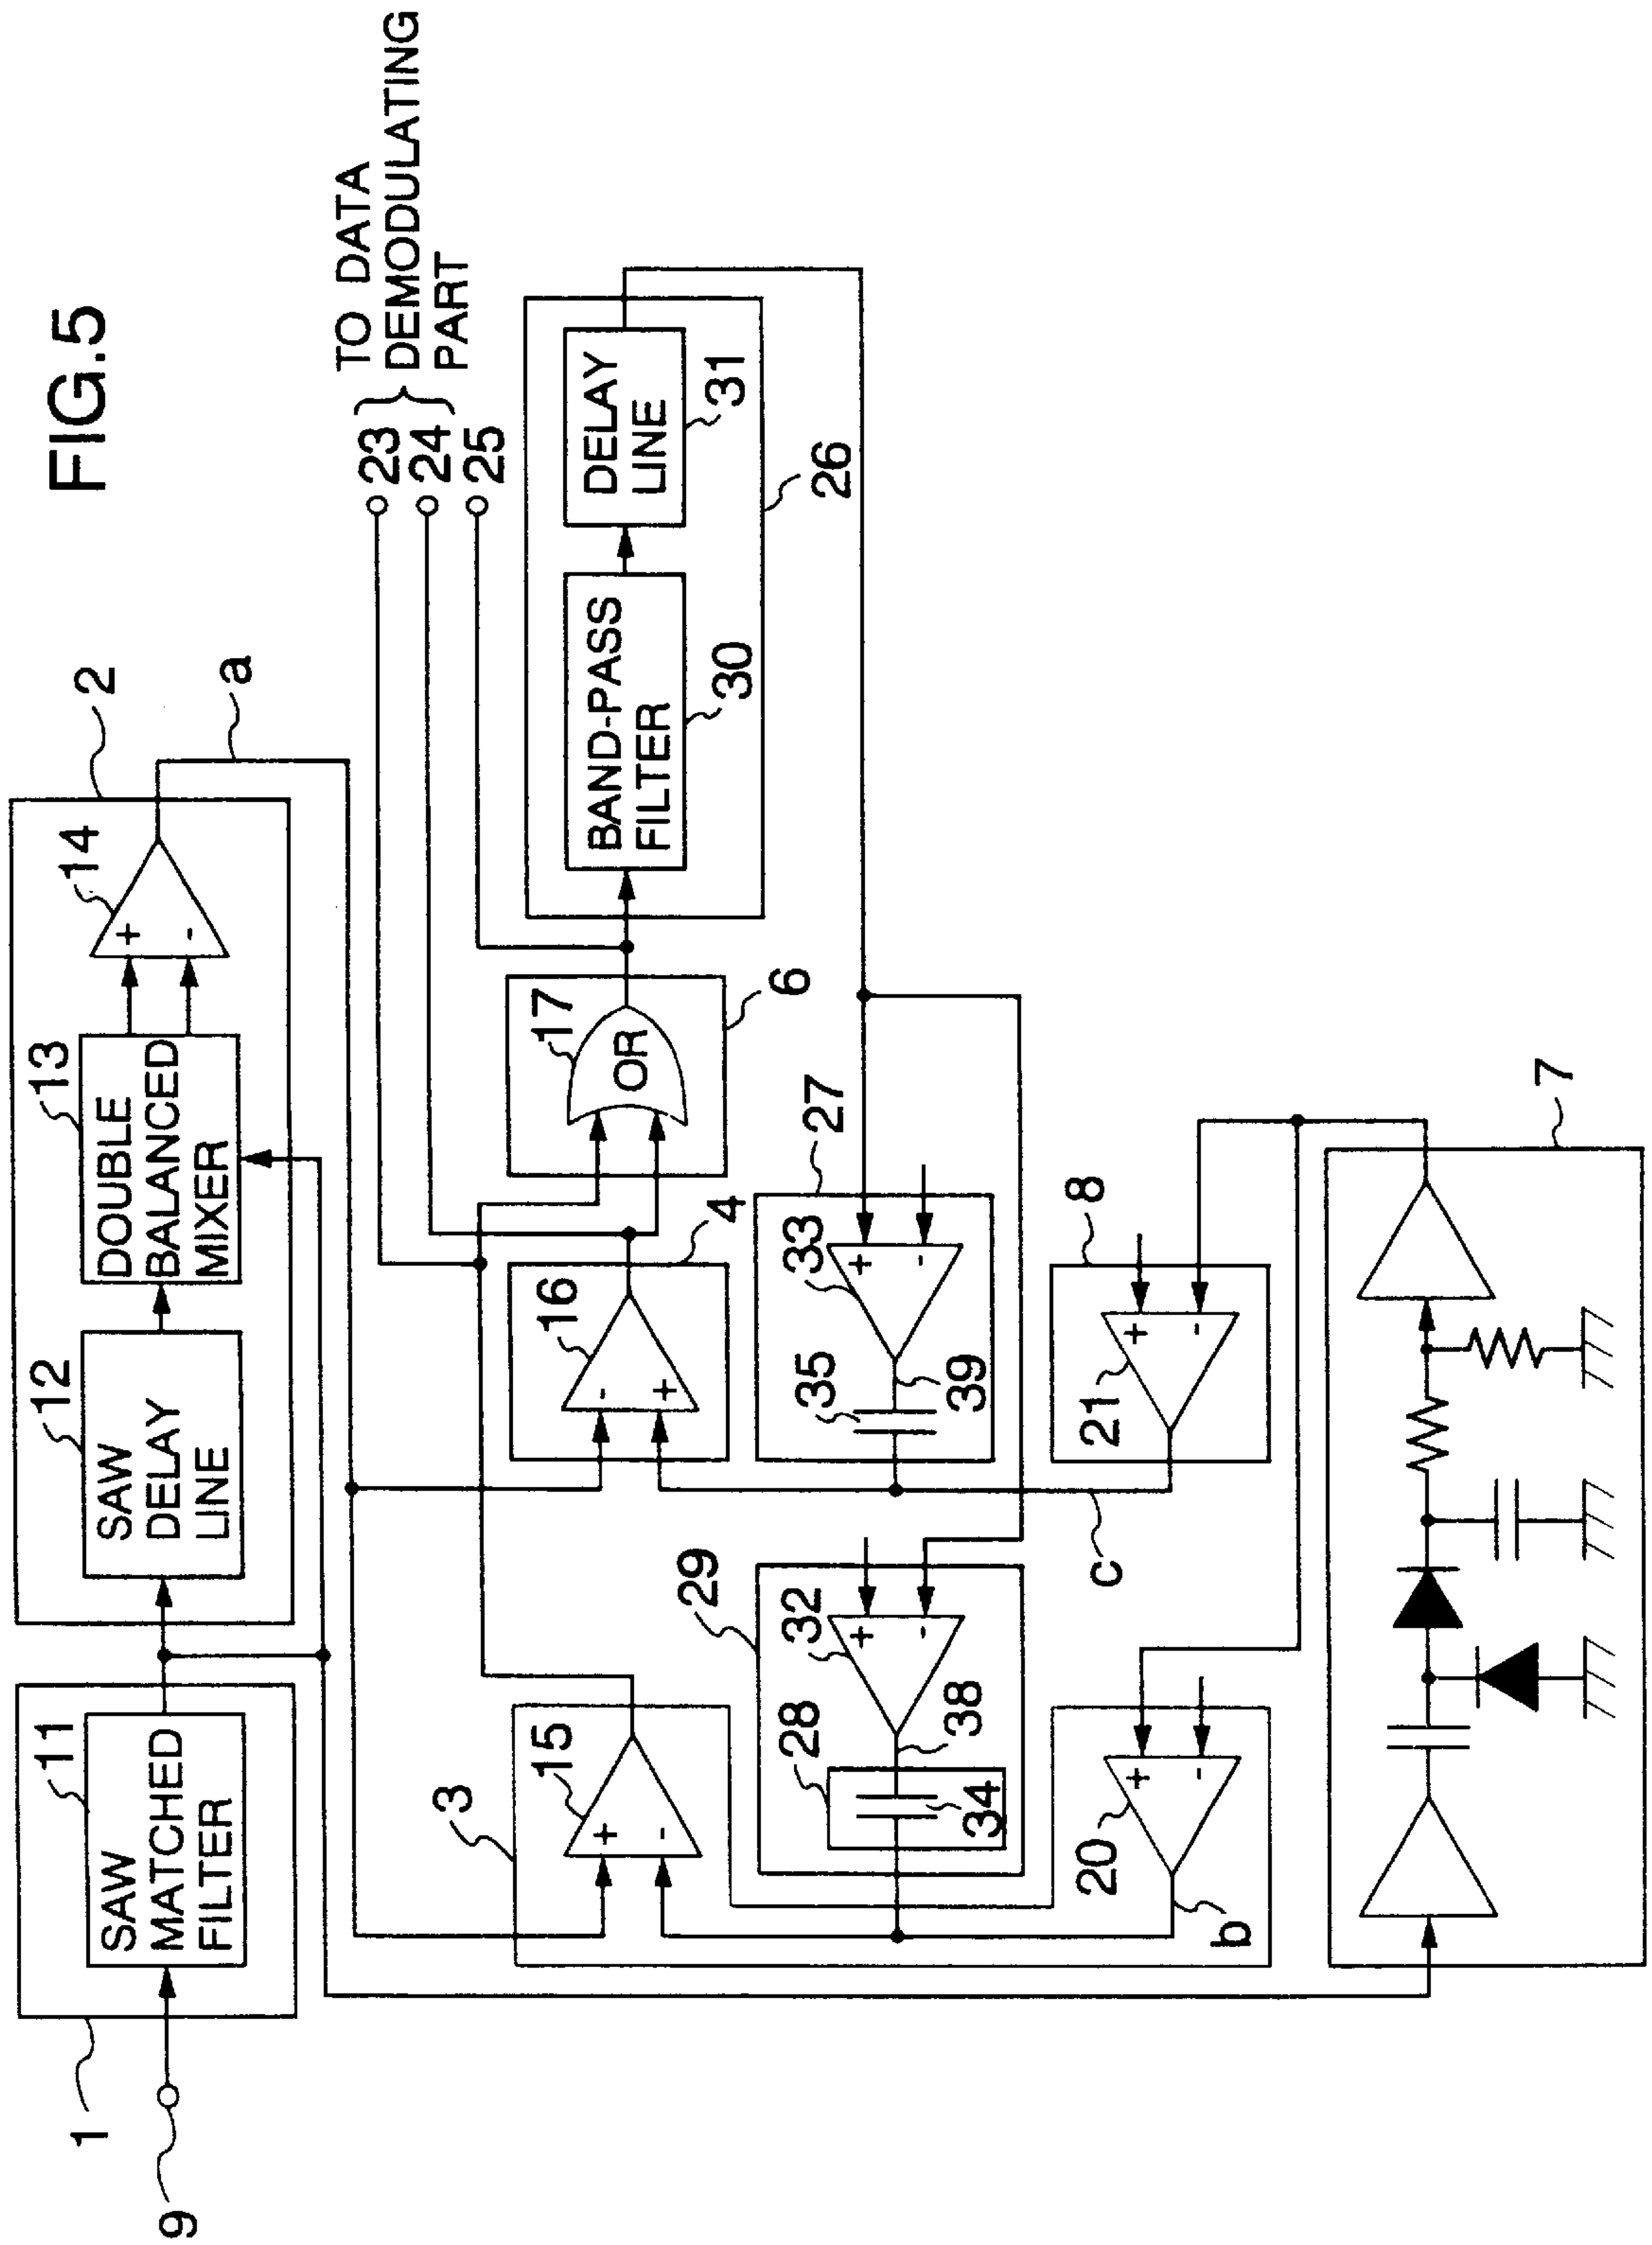 FIG.5
9
1
11
SAW
MATCHED
FILTER
2
12
SAW
DELAY
LINE
13
DOUBLE
BALANCED
MIXER
14
+
-
a
TO DATA
DEMODULATING
PART
23
24
25
3
15
+
-
16
-
+
4
17
OR
6
BAND-PASS
FILTER
30
DELAY
LINE
31
26
29
28
34
38
32
+
-
27
35
39
33
+
-
c
20
+
-
b
8
21
+
-
7